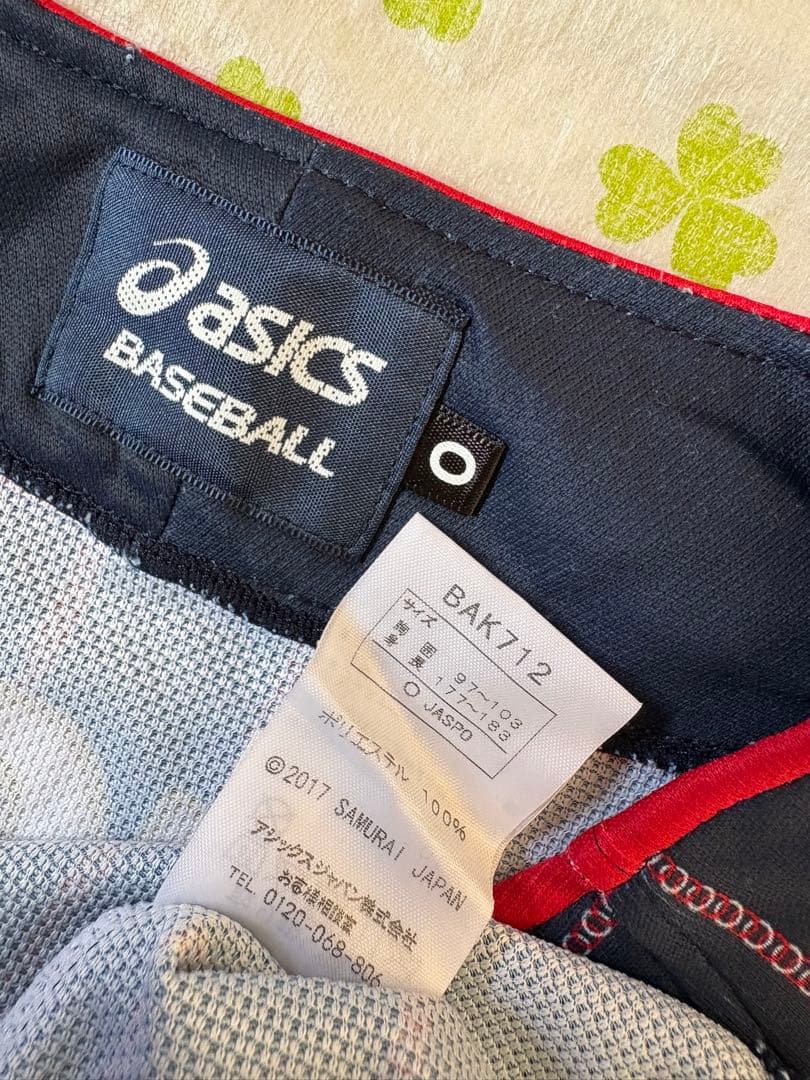 asics
BASEBALL
O
BAK712
サイズ
胸 囲 97~103
身 長 177~183
O JASPO
ポリエステル 100%
©2017 SAMURAI JAPAN
アシックスジャパン株式会社
お客様相談室
TEL. 0120-068-806